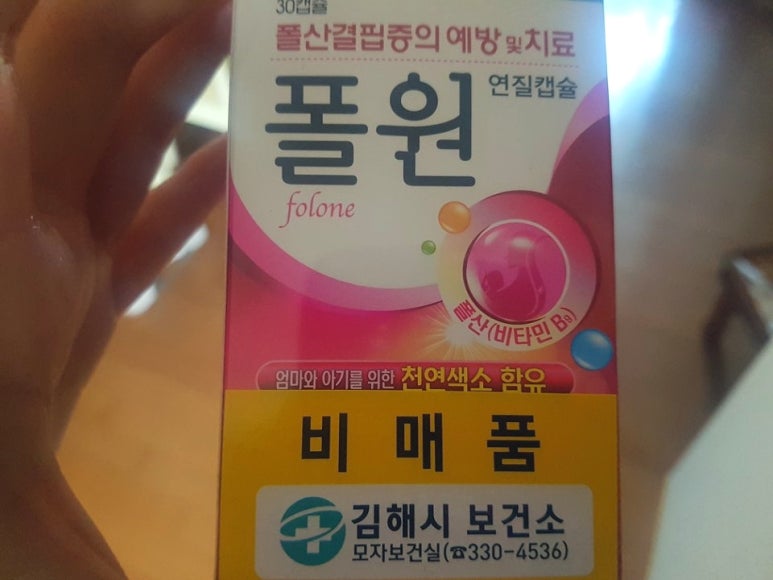 30캡슐
폴산결핍증의 예방 및 치료
폴원 연질캡슐
folone
폴산(비타민 B9)
엄마와 아기를 위한 천연색소 함유
비매품
김해시 보건소
모자보건실(☎330-4536)